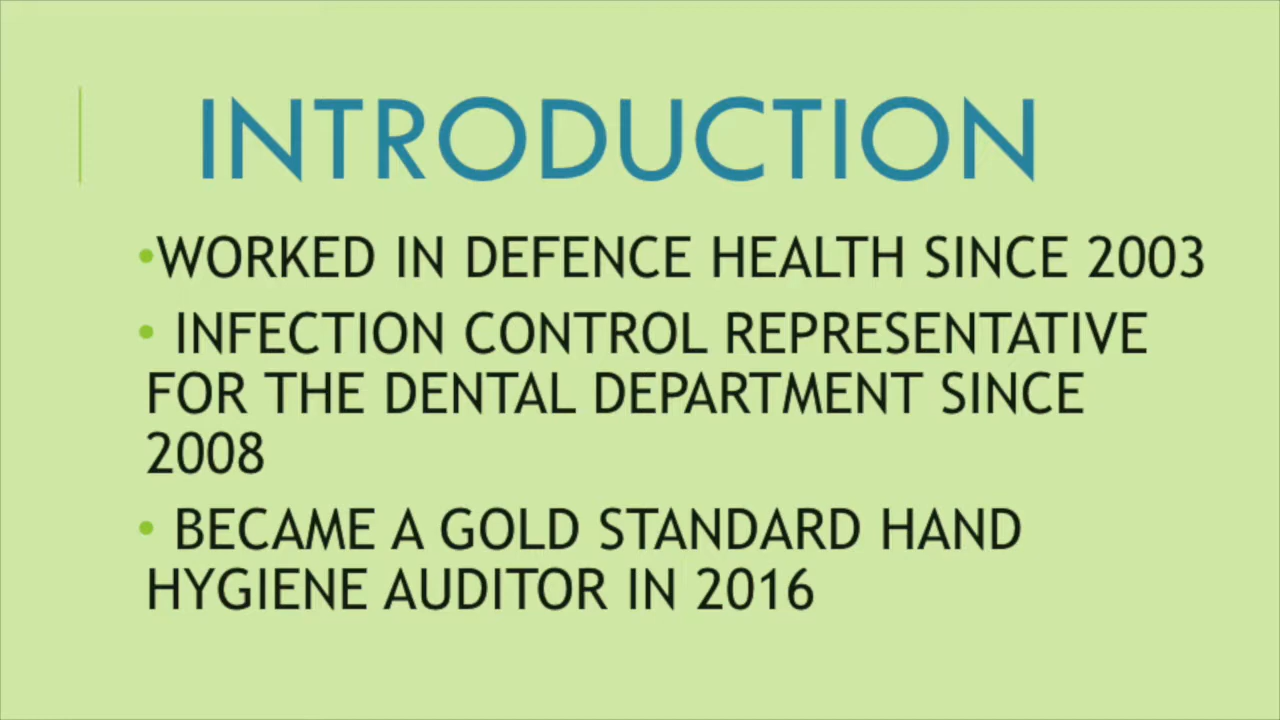 INTRODUCTION
•WORKED IN DEFENCE HEALTH SINCE 2003
• INFECTION CONTROL REPRESENTATIVE
FOR THE DENTAL DEPARTMENT SINCE
2008
• BECAME A GOLD STANDARD HAND
HYGIENE AUDITOR IN 2016